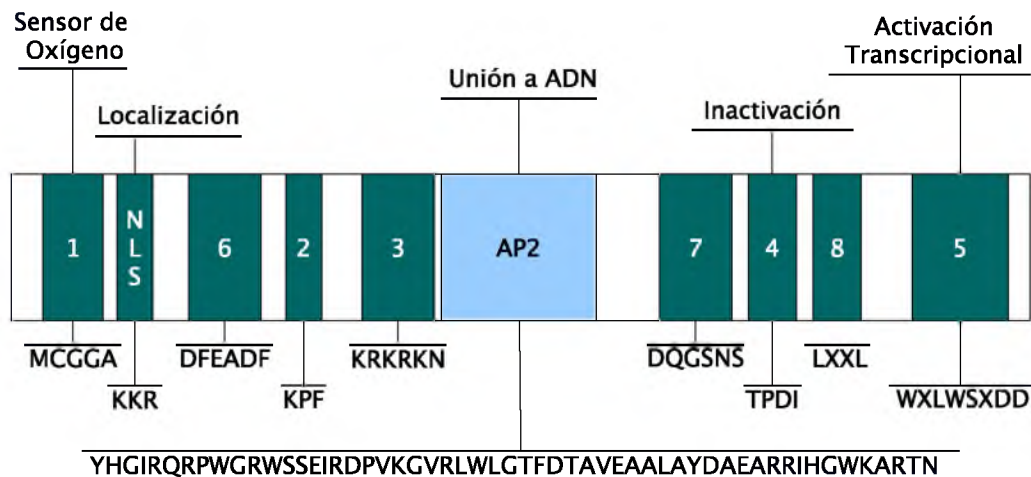 Sensor de
Oxígeno
Activación
Transcripcional
Unión a ADN
Localización
Inactivación
1
N
L
S
6
2
3
AP2
7
4
8
5
MCGGA
DFEADF
KRKRKN
DQGSNS
LXXL
KKR
KPF
TPDI
WXLWSXDD
YHGIRQRPWGRWSSEIRDPVKGVRLWLGTFDTAVEAALAYDAEARRIHGWKARTN